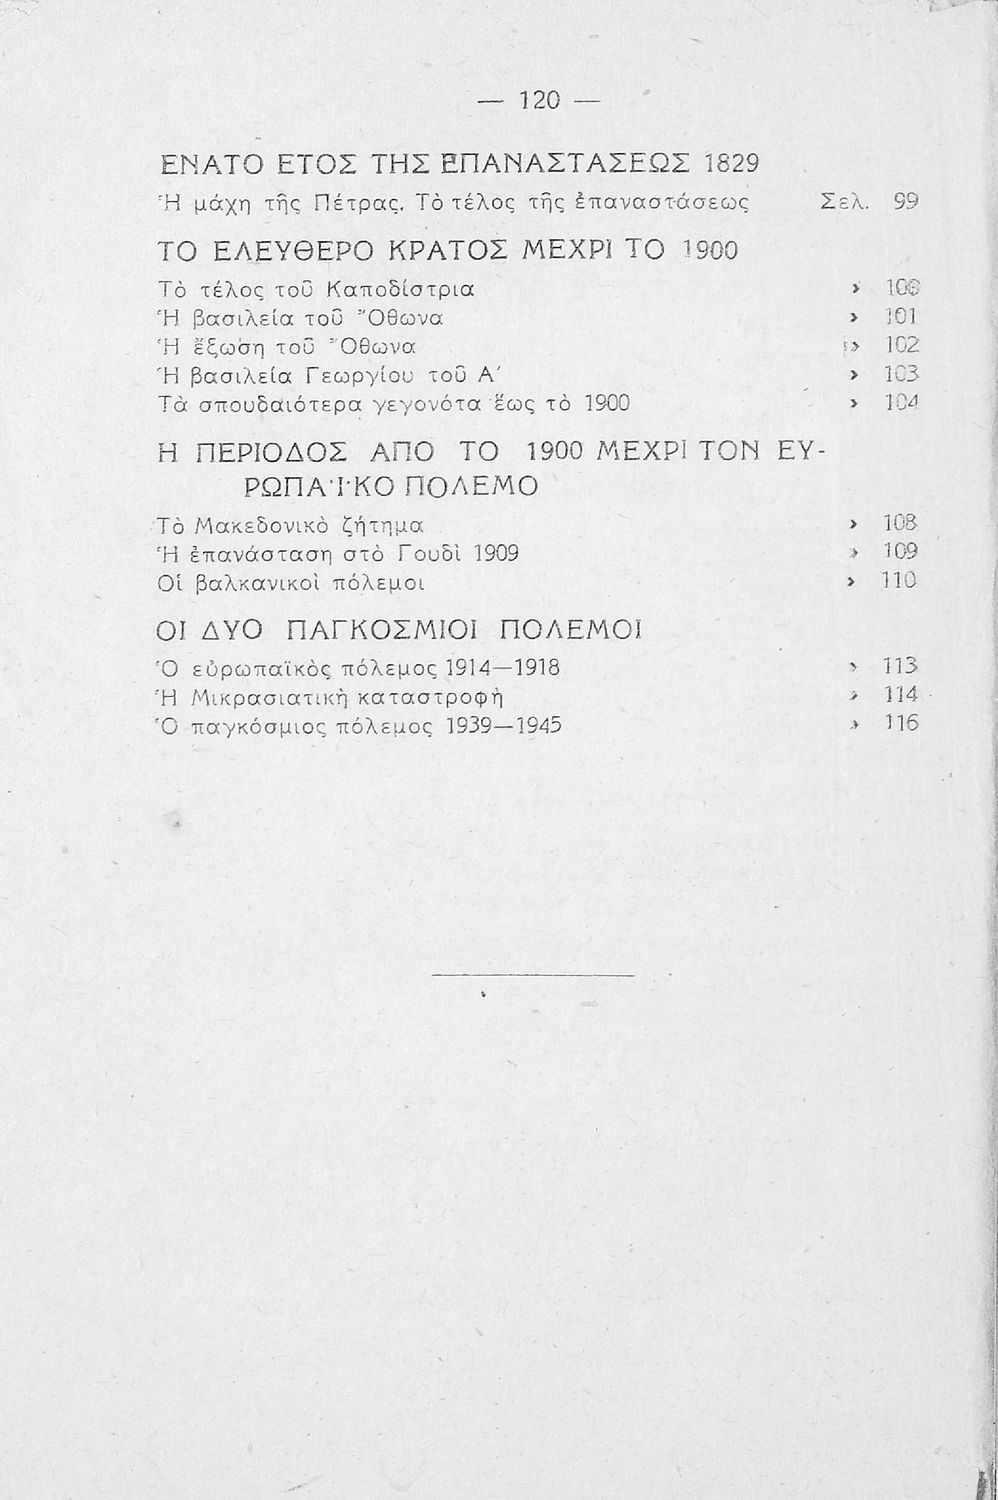 — 120 —
ΕΝΑΤΟ ΕΤΟΣ ΤΗΣ ΕΠΑΝΑΣΤΑΣΕΩΣ 1829
Ἡ μάχη τῆς Πέτρας. Τὸ τέλος τῆς ἐπαναστάσεως Σελ. 99
ΤΟ ΕΛΕΥΘΕΡΟ ΚΡΑΤΟΣ ΜΕΧΡΙ ΤΟ 1900
Τὸ τέλος τοῦ Καποδίστρια » 100
Ἡ βασιλεία τοῦ Ὄθωνα » 101
Ἡ ἔξωση τοῦ Ὄθωνα » 102
Ἡ βασιλεία Γεωργίου τοῦ Α΄ » 103
Τὰ σπουδαιότερα γεγονότα ἕως τὸ 1900 » 104
Η ΠΕΡΙΟΔΟΣ ΑΠΟ ΤΟ 1900 ΜΕΧΡΙ ΤΟΝ ΕΥ-
ΡΩΠΑΪΚΟ ΠΟΛΕΜΟ
Τὸ Μακεδονικὸ ζήτημα » 108
Ἡ ἐπανάσταση στὸ Γουδὶ 1909 » 109
Οἱ βαλκανικοὶ πόλεμοι » 110
ΟΙ ΔΥΟ ΠΑΓΚΟΣΜΙΟΙ ΠΟΛΕΜΟΙ
Ὁ εὐρωπαϊκὸς πόλεμος 1914—1918 » 113
Ἡ Μικρασιατικὴ καταστροφὴ » 114
Ὁ παγκόσμιος πόλεμος 1939—1945 » 116